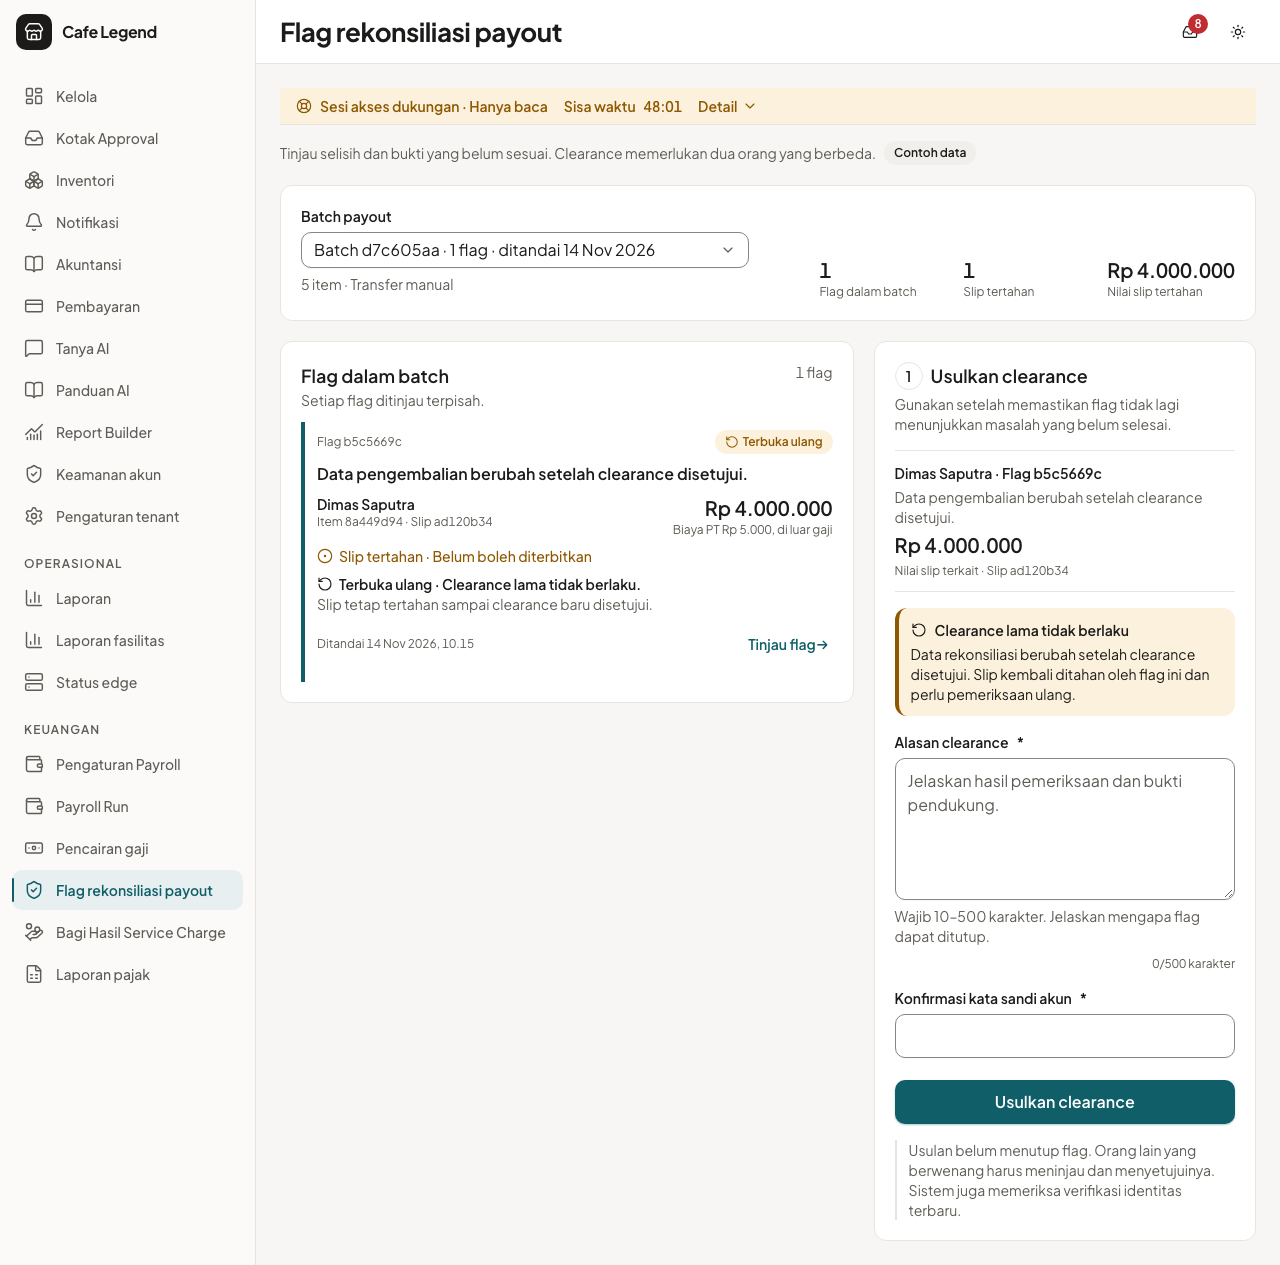 Cafe Legend
Kelola
Kotak Approval
Inventori
Notifikasi
Akuntansi
Pembayaran
Tanya AI
Panduan AI
Report Builder
Keamanan akun
Pengaturan tenant
OPERASIONAL
Laporan
Laporan fasilitas
Status edge
KEUANGAN
Pengaturan Payroll
Payroll Run
Pencairan gaji
Flag rekonsiliasi payout
Bagi Hasil Service Charge
Laporan pajak
Flag rekonsiliasi payout
8
Sesi akses dukungan · Hanya baca Sisa waktu 48:01 Detail
Tinjau selisih dan bukti yang belum sesuai. Clearance memerlukan dua orang yang berbeda. Contoh data
Batch payout
Batch d7c605aa · 1 flag · ditandai 14 Nov 2026
5 item · Transfer manual
1
Flag dalam batch
1
Slip tertahan
Rp 4.000.000
Nilai slip tertahan
Flag dalam batch
1 flag
Setiap flag ditinjau terpisah.
Flag b5c5669c
Terbuka ulang
Data pengembalian berubah setelah clearance disetujui.
Dimas Saputra
Item 8a449d94 · Slip ad120b34
Rp 4.000.000
Biaya PT Rp 5.000, di luar gaji
Slip tertahan · Belum boleh diterbitkan
Terbuka ulang · Clearance lama tidak berlaku.
Slip tetap tertahan sampai clearance baru disetujui.
Ditandai 14 Nov 2026, 10.15
Tinjau flag→
1 Usulkan clearance
Gunakan setelah memastikan flag tidak lagi
menunjukkan masalah yang belum selesai.
Dimas Saputra · Flag b5c5669c
Data pengembalian berubah setelah clearance
disetujui.
Rp 4.000.000
Nilai slip terkait · Slip ad120b34
Clearance lama tidak berlaku
Data rekonsiliasi berubah setelah clearance
disetujui. Slip kembali ditahan oleh flag ini dan
perlu pemeriksaan ulang.
Alasan clearance *
Jelaskan hasil pemeriksaan dan bukti
pendukung.
Wajib 10–500 karakter. Jelaskan mengapa flag
dapat ditutup.
0/500 karakter
Konfirmasi kata sandi akun *
Usulkan clearance
Usulan belum menutup flag. Orang lain yang
berwenang harus meninjau dan menyetujuinya.
Sistem juga memeriksa verifikasi identitas
terbaru.